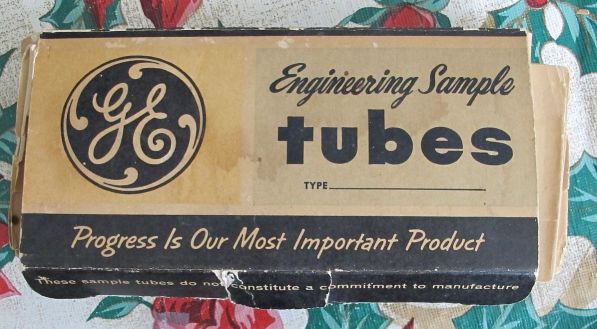 GE
Engineering Sample
tubes
TYPE
Progress Is Our Most Important Product
These sample tubes do not constitute a commitment to manufacture